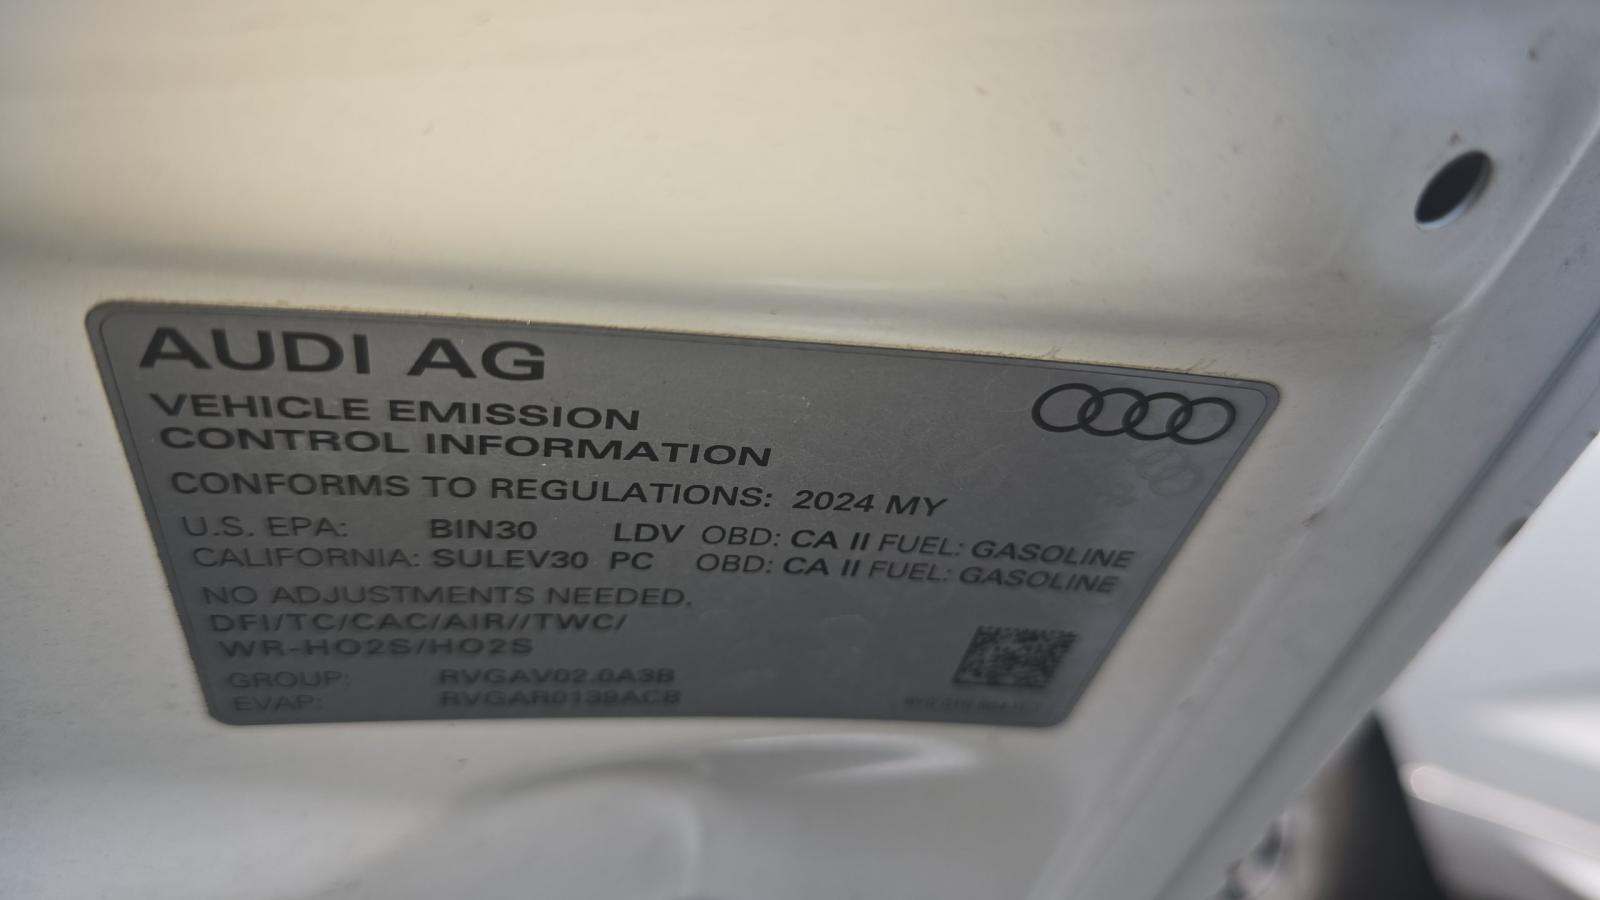 AUDI AG
VEHICLE EMISSION
CONTROL INFORMATION
CONFORMS TO REGULATIONS: 2024 MY
U.S. EPA: BIN30 LDV OBD: CA II FUEL: GASOLINE
CALIFORNIA: SULEV30 PC OBD: CA II FUEL: GASOLINE
NO ADJUSTMENTS NEEDED.
DFI/TC/CAC/AIR//TWC/
WR-HO2S/HO2S
GROUP: RVGAV02.0A3B
EVAP: